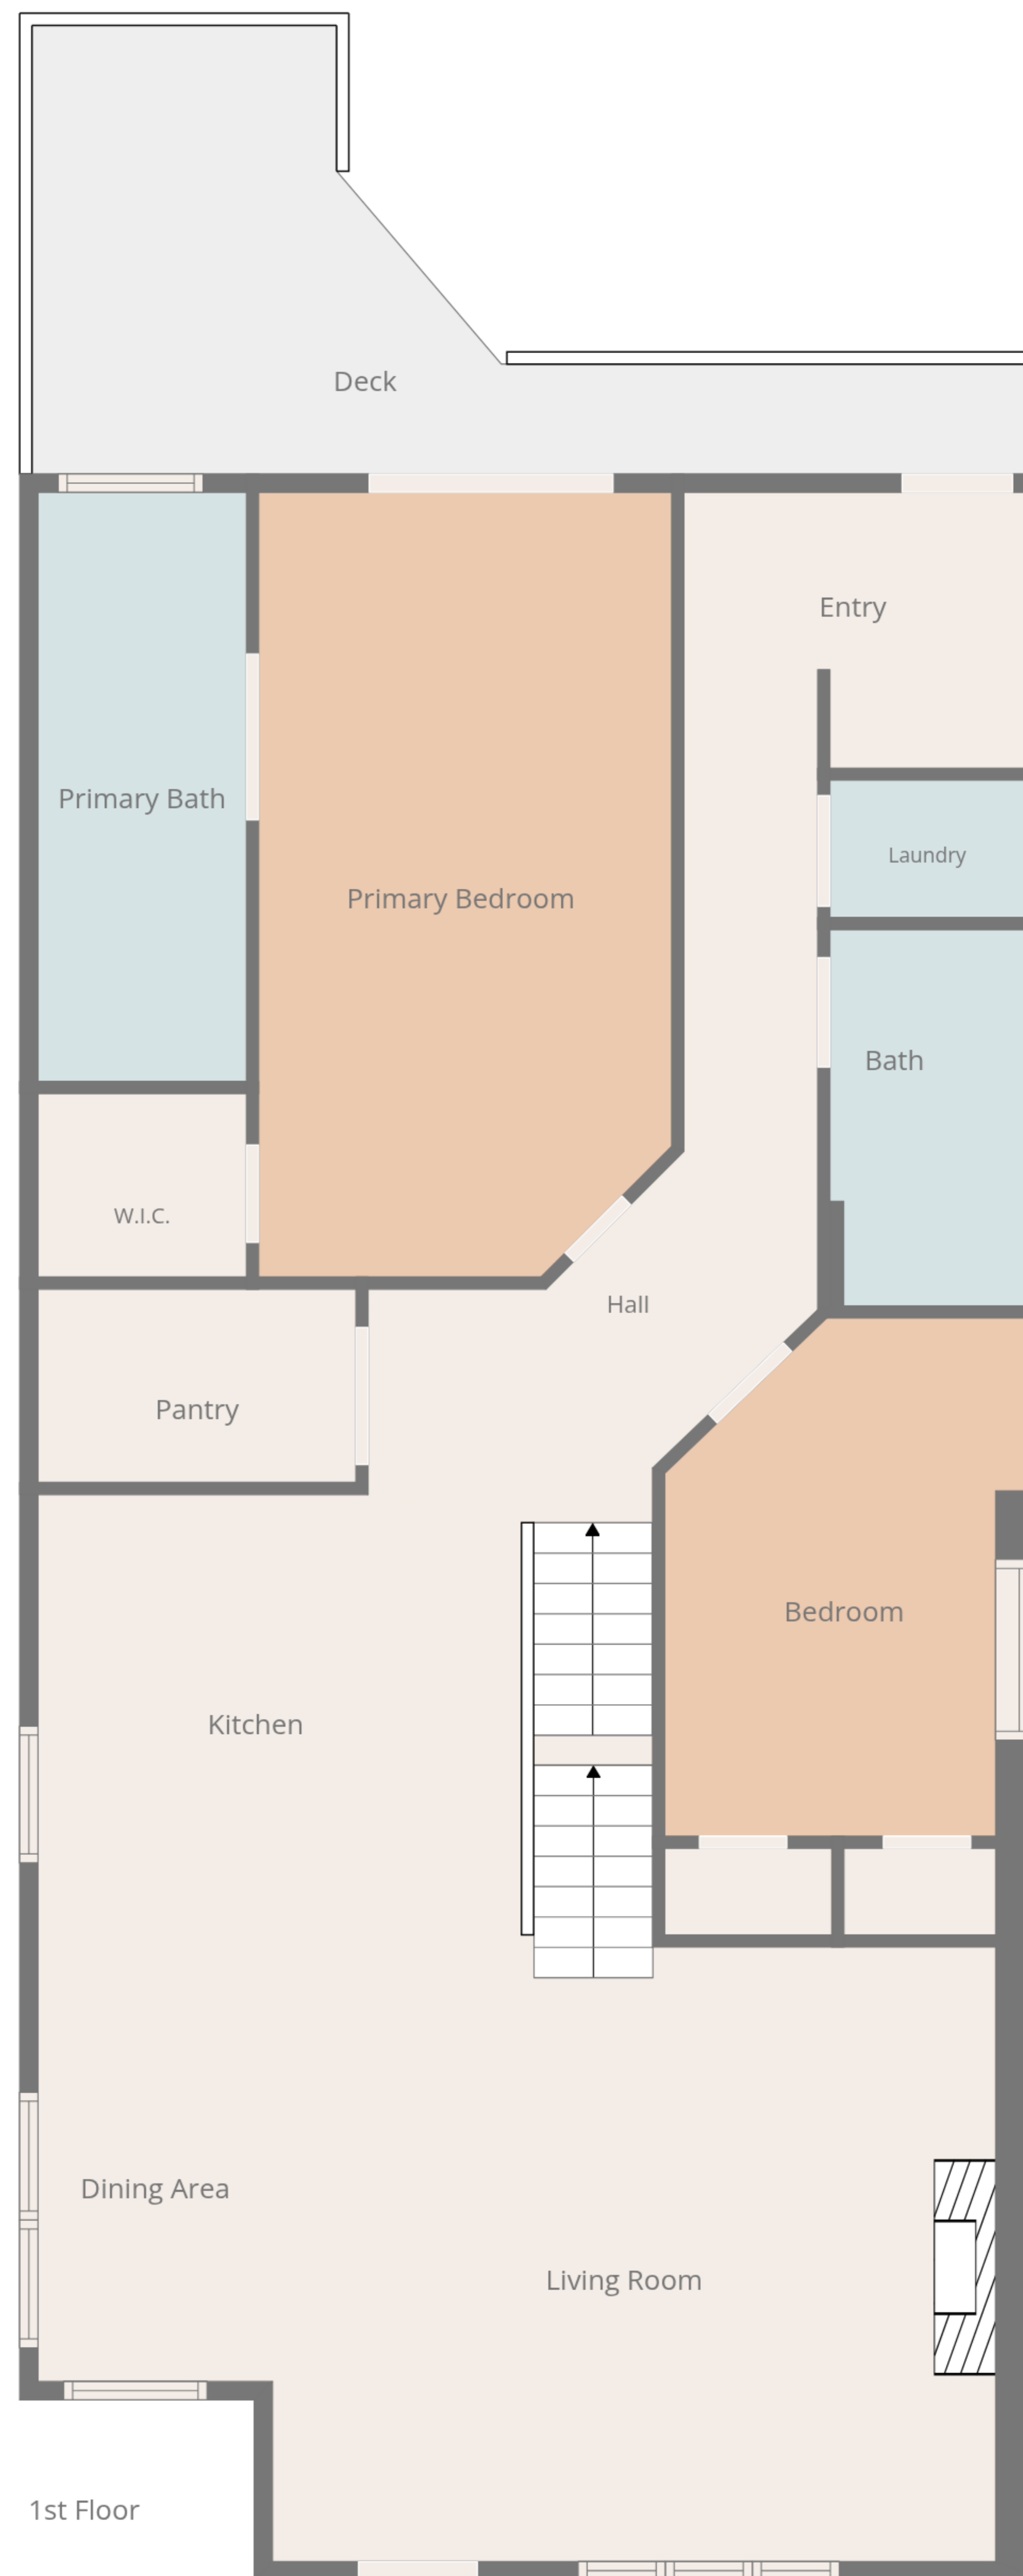 Deck
Entry
Primary Bath
Laundry
Primary Bedroom
Bath
W.I.C.
Hall
Pantry
Bedroom
Kitchen
Dining Area
Living Room
1st Floor